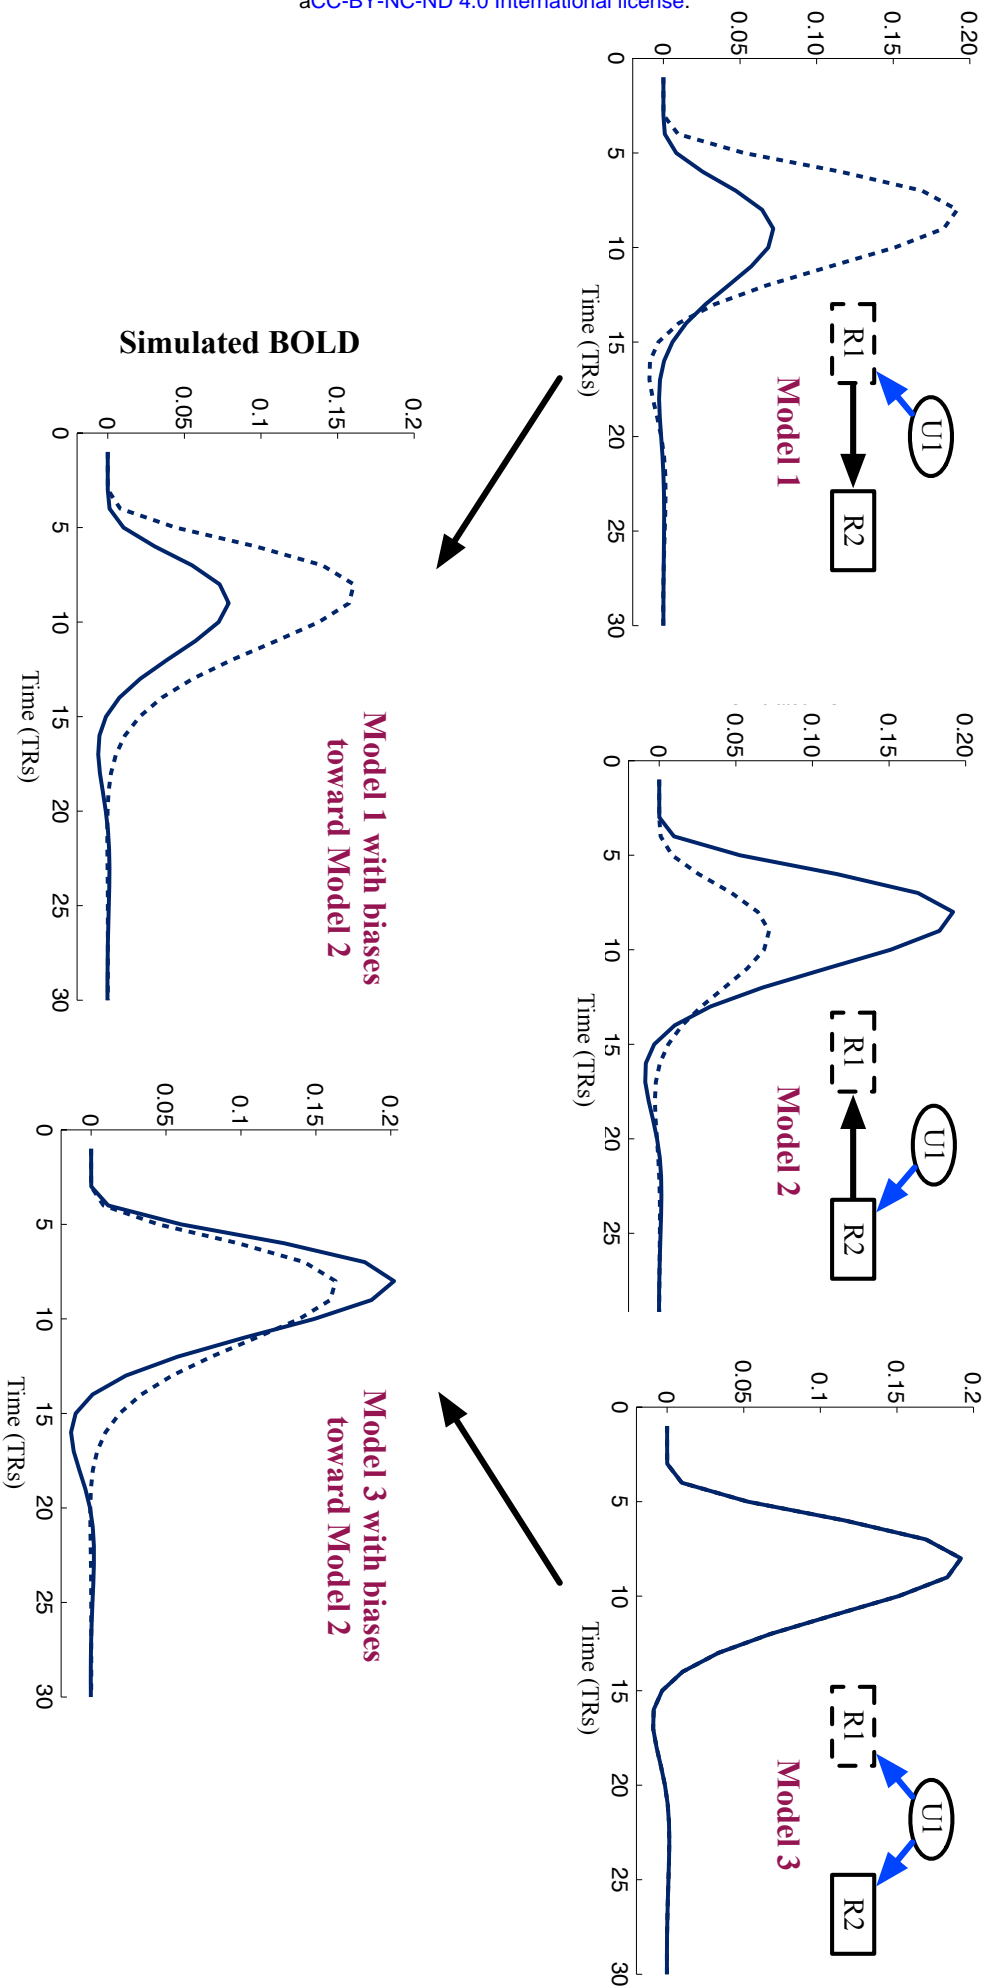 aCC-BY-NC-ND 4.0 International license.
0.20
0.15
0.10
0.05
0
0
5
10
15
20
25
30
Time (TRs)
U1
R1
R2
Model 1
0.20
0.15
0.10
0.05
0
0
5
10
15
20
25
Time (TRs)
U1
R1
R2
Model 2
0.2
0.15
0.1
0.05
0
0
5
10
15
20
25
30
Time (TRs)
U1
R1
R2
Model 3
Simulated BOLD
0.2
0.15
0.1
0.05
0
0
5
10
15
20
25
30
Time (TRs)
Model 1 with biases
toward Model 2
0.2
0.15
0.1
0.05
0
0
5
10
15
20
25
30
Time (TRs)
Model 3 with biases
toward Model 2